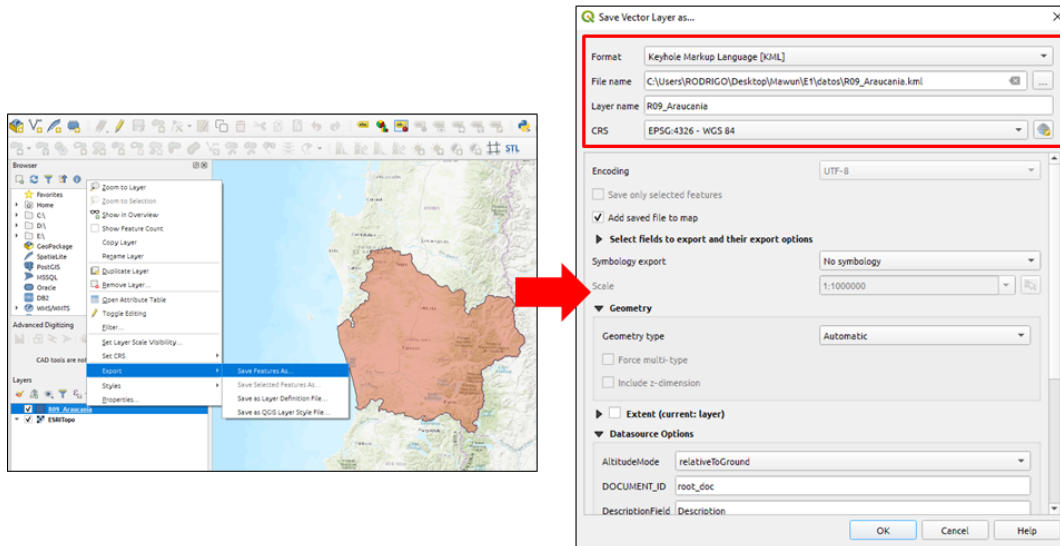 STL
Browser
Favorites
Home
C:\
D:\
E:\
GeoPackage
SpatiaLite
PostGIS
MSSQL
Oracle
DB2
WMS/WMTS
Advanced Digitizing
CAD tools are not
Layers
R09_Araucania
ESRITopo
Zoom to Layer
Zoom to Selection
Show in Overview
Show Feature Count
Copy Layer
Rename Layer
Duplicate Layer
Remove Layer...
Open Attribute Table
Toggle Editing
Filter...
Set Layer Scale Visibility...
Set CRS
Export
Styles
Properties...
Save Features As...
Save Selected Features As...
Save as Layer Definition File...
Save as QGIS Layer Style File...
Save Vector Layer as...
Format Keyhole Markup Language [KML]
File name C:\Users\RODRIGO\Desktop\Mawun\E1\datos\R09_Araucania.kml ...
Layer name R09_Araucania
CRS EPSG:4326 - WGS 84
Encoding UTF-8
Save only selected features
Add saved file to map
Select fields to export and their export options
Symbology export No symbology
Scale 1:1000000
Geometry
Geometry type Automatic
Force multi-type
Include z-dimension
Extent (current: layer)
Datasource Options
AltitudeMode relativeToGround
DOCUMENT_ID root_doc
DescriptionField Description
OK Cancel Help